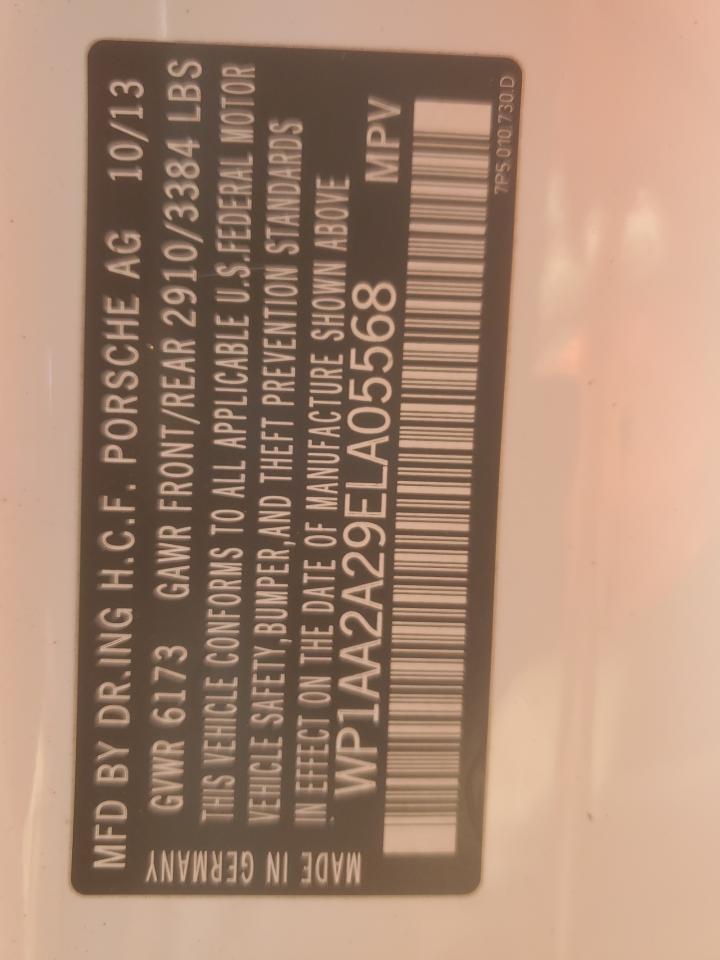 MFD BY DR.ING H.C.F. PORSCHE AG 10/13
GVWR 6173 GAWR FRONT/REAR 2910/3384 LBS
THIS VEHICLE CONFORMS TO ALL APPLICABLE U.S.FEDERAL MOTOR
VEHICLE SAFETY,BUMPER,AND THEFT PREVENTION STANDARDS
IN EFFECT ON THE DATE OF MANUFACTURE SHOWN ABOVE
WP1AA2A29ELA05568 MPV
MADE IN GERMANY
7P5.010.730.D